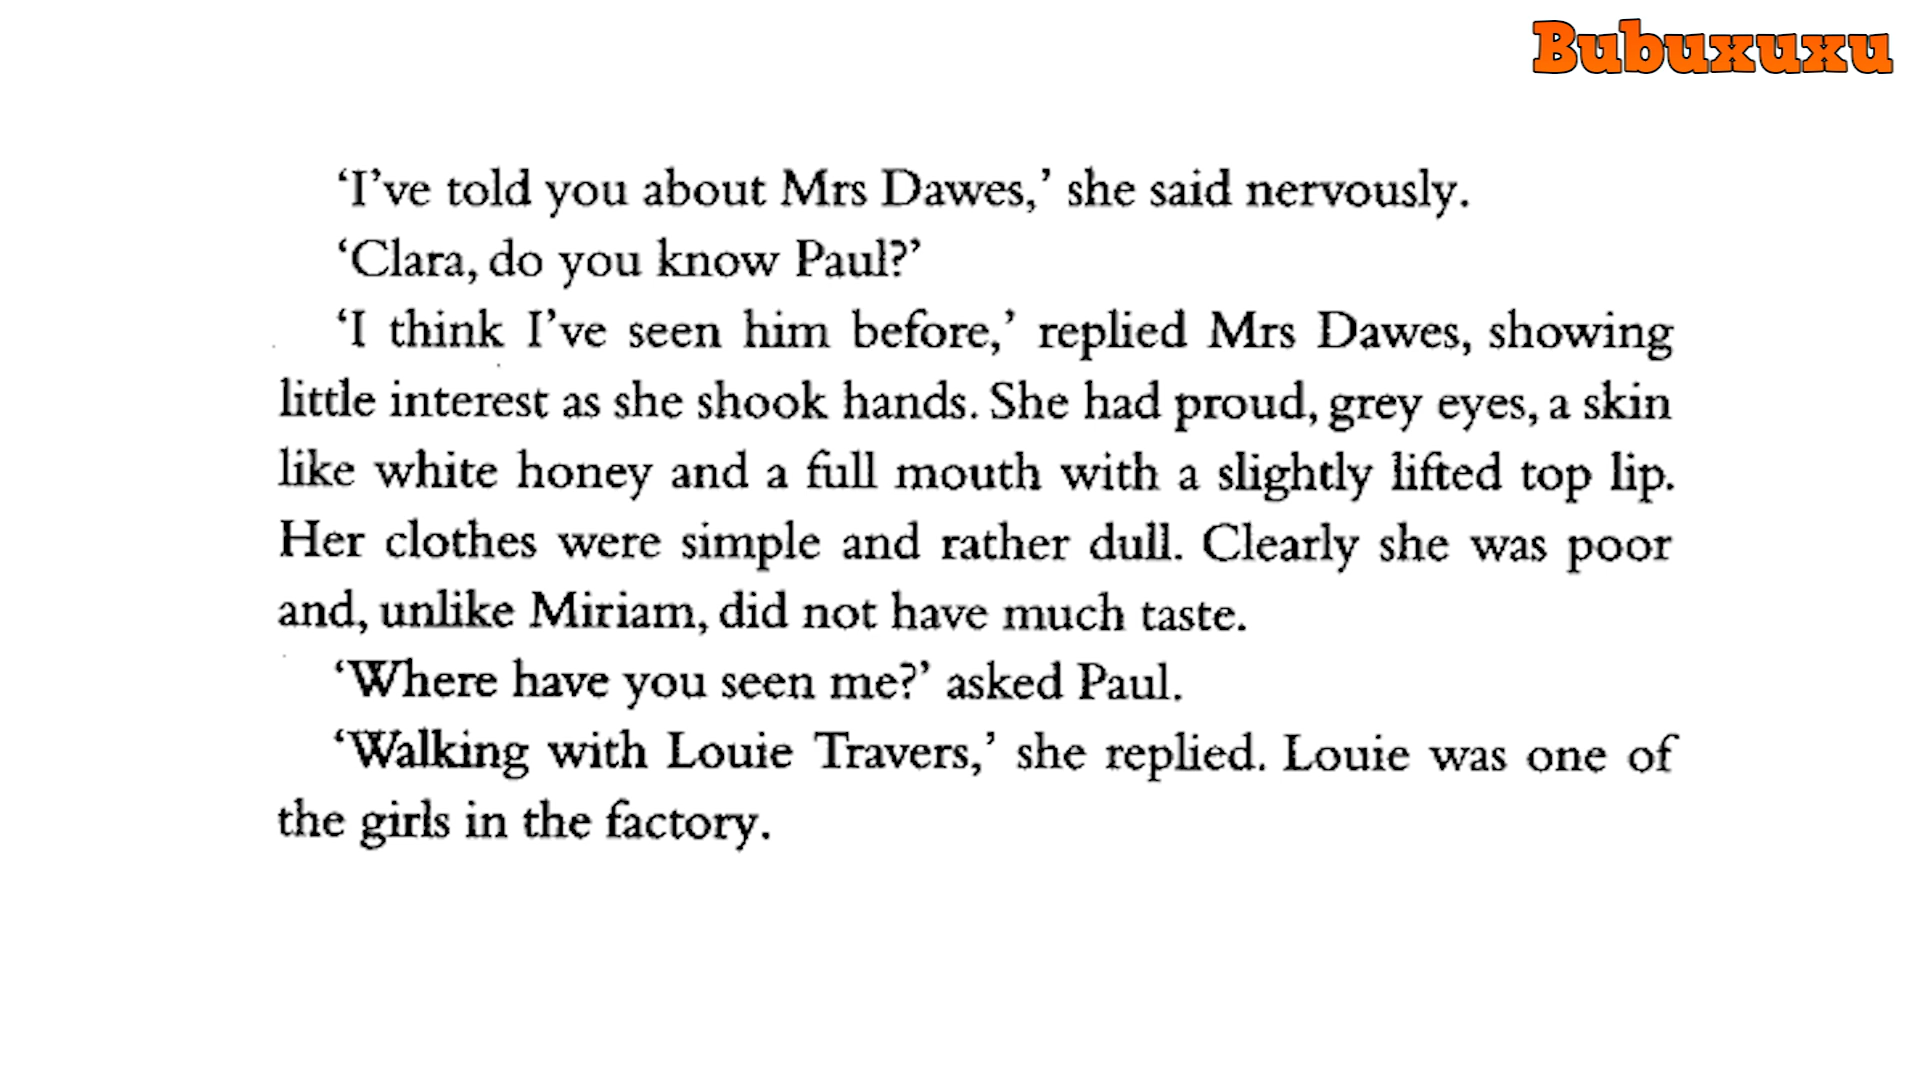 Bubuxuxu
‘I’ve told you about Mrs Dawes,’ she said nervously.
‘Clara, do you know Paul?’
‘I think I’ve seen him before,’ replied Mrs Dawes, showing
little interest as she shook hands. She had proud, grey eyes, a skin
like white honey and a full mouth with a slightly lifted top lip.
Her clothes were simple and rather dull. Clearly she was poor
and, unlike Miriam, did not have much taste.
‘Where have you seen me?’ asked Paul.
‘Walking with Louie Travers,’ she replied. Louie was one of
the girls in the factory.